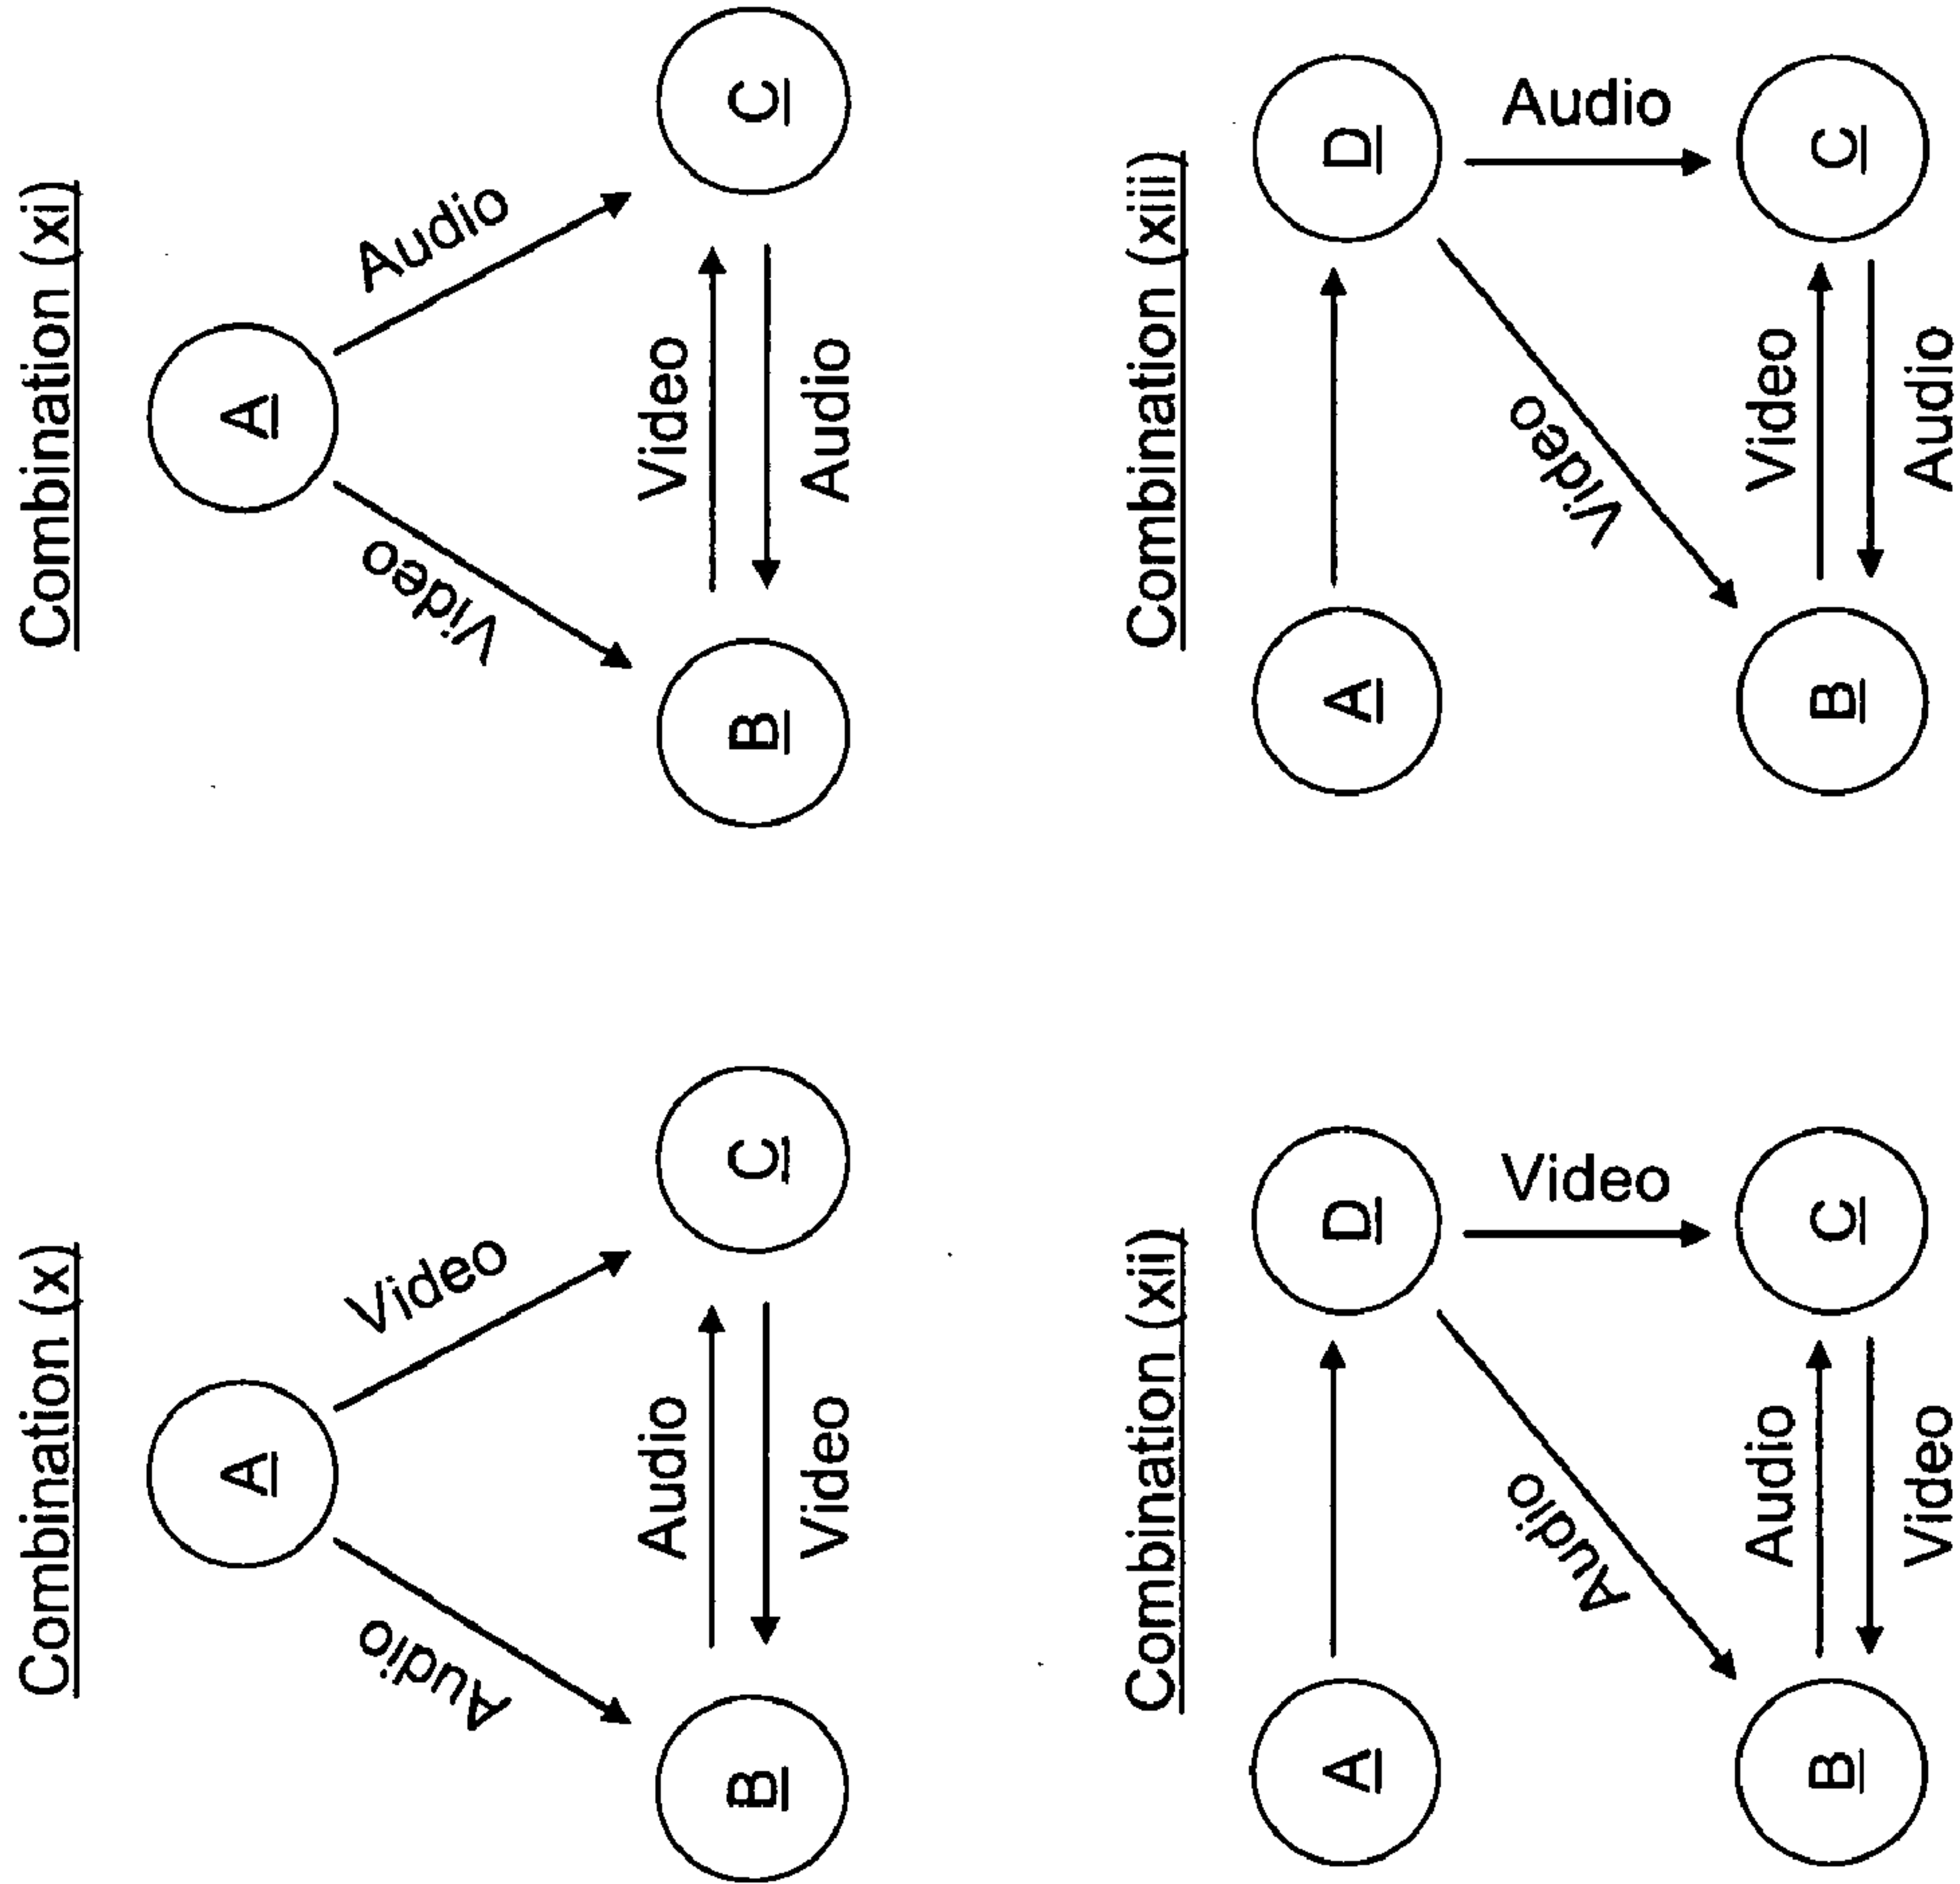 Combination (x)
A
Audio
Video
Audio
B
C
Video
Combination (xi)
A
Video
Audio
Video
B
C
Audio
Combination (xii)
A
D
Audio
Video
Audio
B
C
Video
Combination (xiii)
A
D
Video
Audio
Video
B
C
Audio